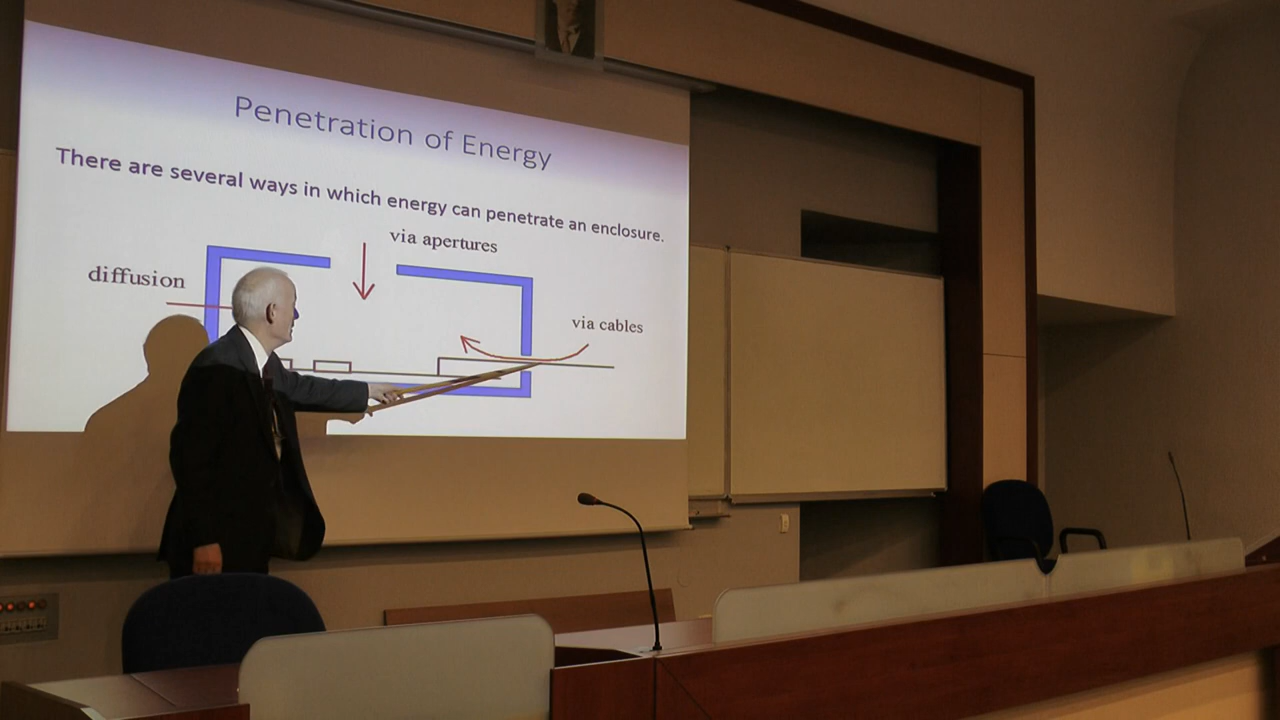 Penetration of Energy
There are several ways in which energy can penetrate an enclosure.
via apertures
diffusion
via cables